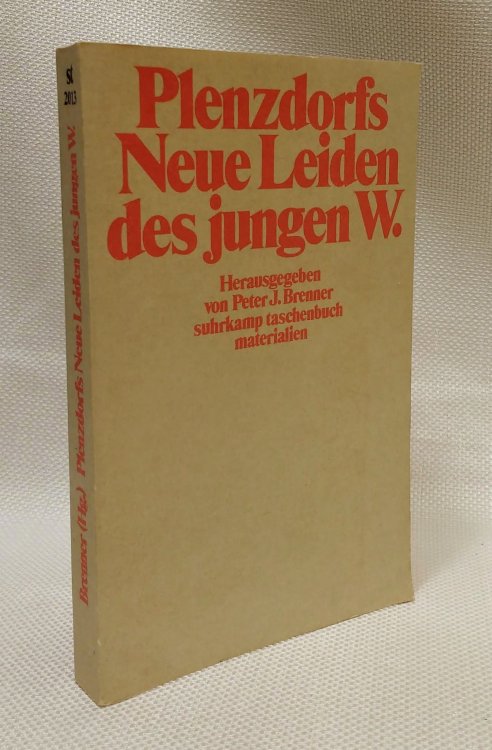 Plenzdorfs
Neue Leiden
des jungen W.
Herausgegeben
von Peter J. Brenner
suhrkamp taschenbuch
materialien
st
2013
Brenner (Hg.) Plenzdorfs Neue Leiden des jungen W.